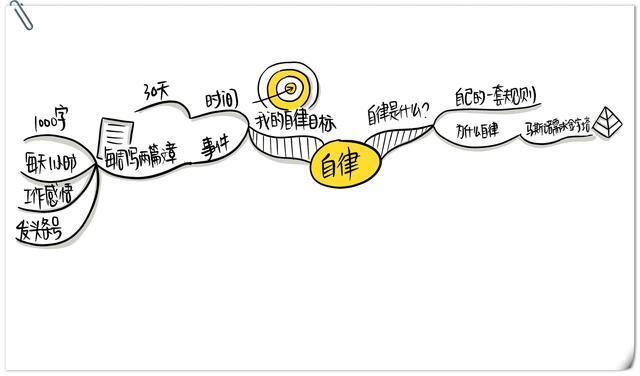 自律
自律是什么?
自己的一套规则
为什么自律
马斯洛需求金字塔
我的自律目标
时间
30天
事件
每周写两篇文章
1000字
每天1小时
工作感悟
发头条号